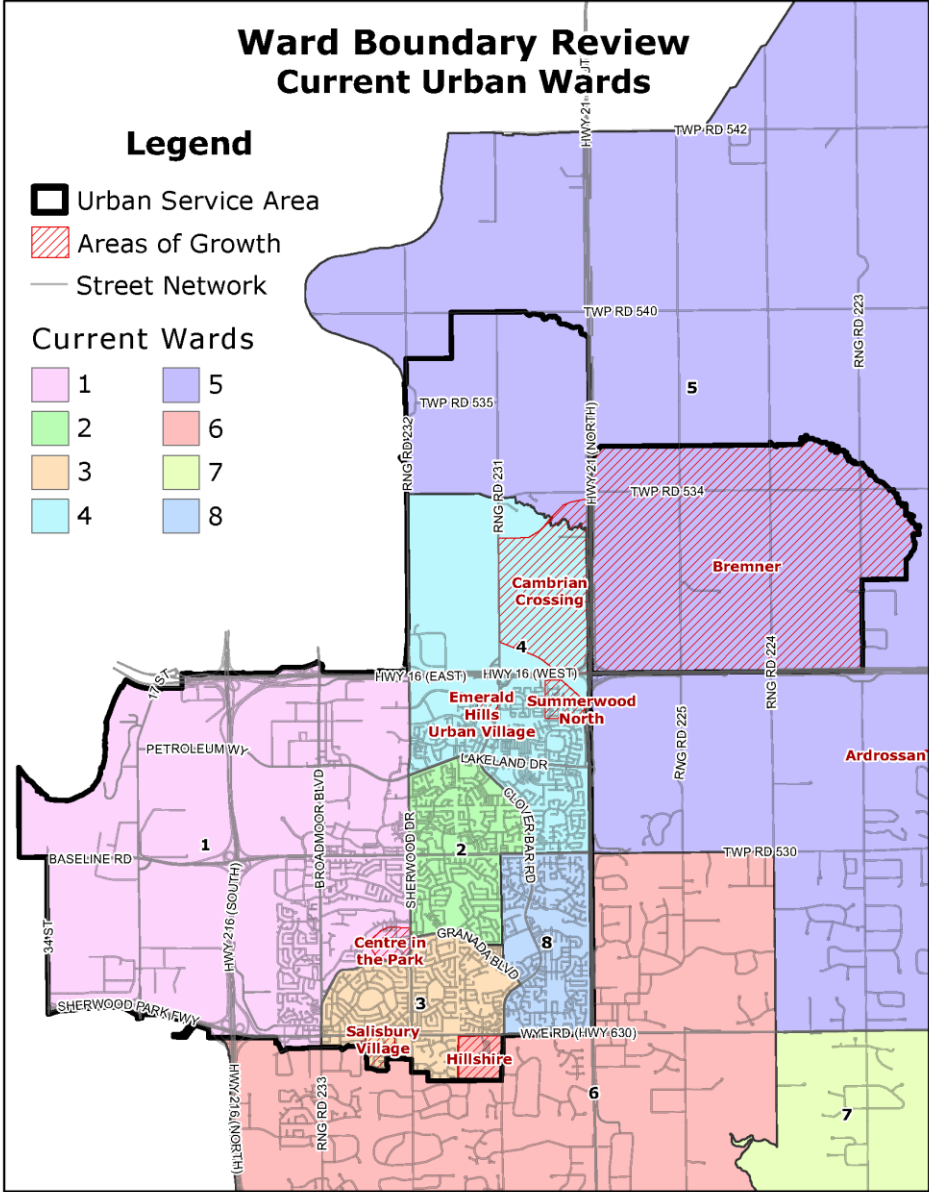 Ward Boundary Review
Current Urban Wards
Legend
Urban Service Area
Areas of Growth
Street Network
Current Wards
1
2
3
4
5
6
7
8
TWP RD 542
TWP RD 540
RNG RD 223
5
TWP RD 535
RNG RD 232
RNG RD 231
HWY 21 (NORTH)
TWP RD 534
Bremner
Cambrian
Crossing
4
RNG RD 224
HWY 16 (EAST)
HWY 16 (WEST)
17 ST
Emerald
Hills
Urban Village
Summerwood
North
RNG RD 225
PETROLEUM WY
LAKELAND DR
Ardrossan
BROADMOOR BLVD
CLOVER BAR RD
SHERWOOD DR
1
2
BASELINE RD
TWP RD 530
34 ST
HWY 216 (SOUTH)
Centre in
the Park
GRANADA BLVD
8
3
SHERWOOD PARK FWY
Salisbury
Village
WYE RD (HWY 630)
Hillshire
HWY 216 (NORTH)
RNG RD 233
6
7